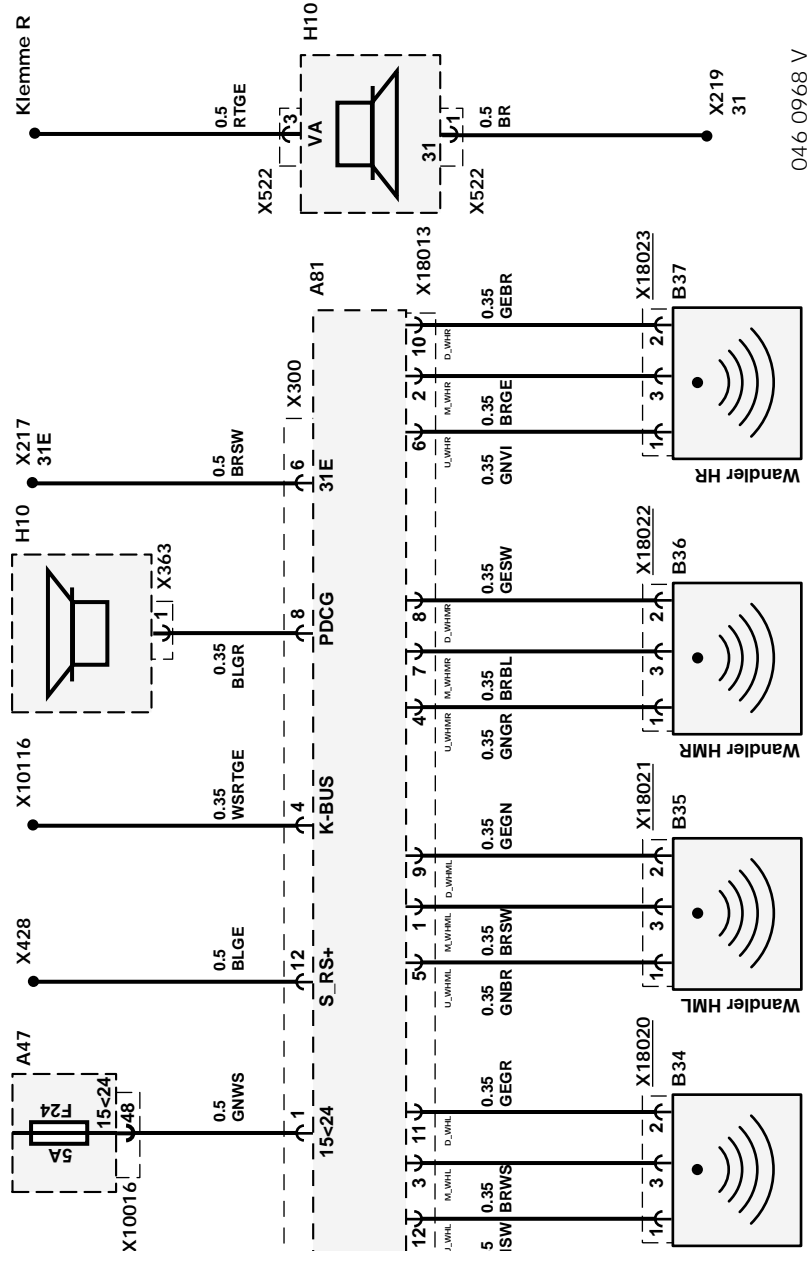 Klemme R
0.5
RTGE
H10
3
VA
X522
31
1
X522
0.5
BR
X219
31
046 0968 V
X217
31E
0.5
BRSW
6
31E
X300
A81
X18013
H10
X363
1
0.35
BLGR
8
PDCG
X10116
0.35
WSRTGE
4
K-BUS
X428
0.5
BLGE
12
S_RS+
A47
F24
5A
15<24
48
X10016
0.5
GNWS
1
15<24
10
D_WHR
0.35
GEBR
2
M_WHR
0.35
BRGE
6
U_WHR
0.35
GNVI
X18023
B37
2
3
1
Wandler HR
8
D_WHMR
0.35
GESW
7
M_WHMR
0.35
BRBL
4
U_WHMR
0.35
GNGR
X18022
B36
2
3
1
Wandler HMR
9
D_WHML
0.35
GEGN
1
M_WHML
0.35
BRSW
5
U_WHML
0.35
GNBR
X18021
B35
2
3
1
Wandler HML
11
D_WHL
0.35
GEGR
3
M_WHL
0.35
BRWS
12
X18020
B34
2
3
1